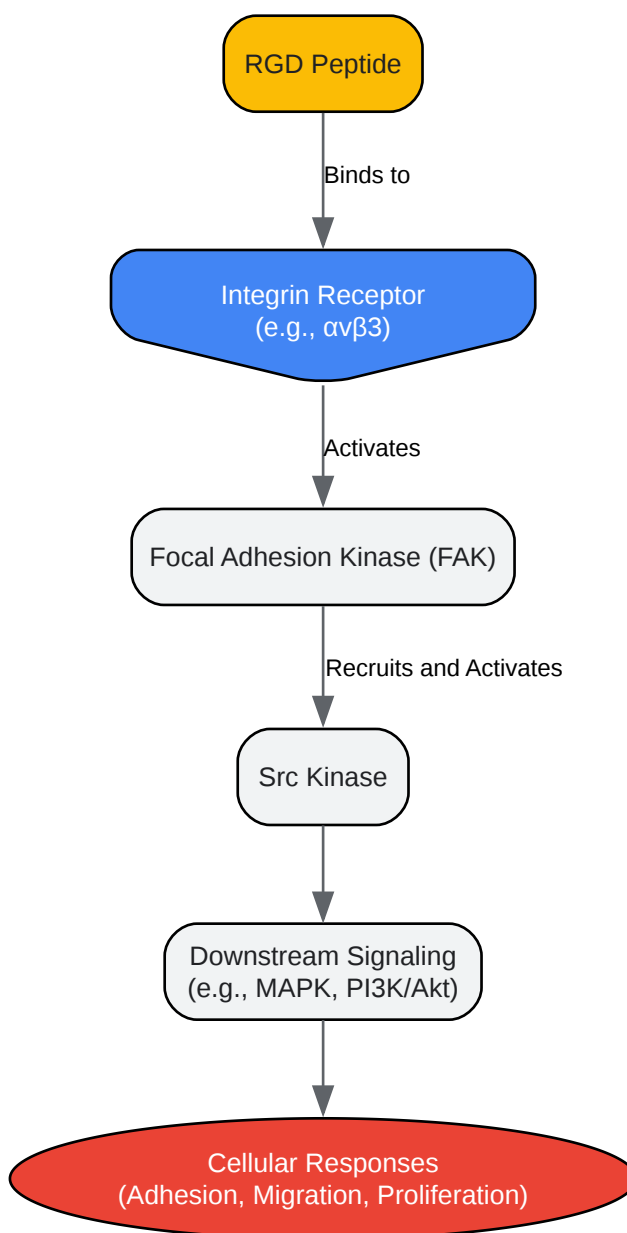 RGD Peptide
Binds to
Integrin Receptor
(e.g., αvβ3)
Activates
Focal Adhesion Kinase (FAK)
Recruits and Activates
Src Kinase
Downstream Signaling
(e.g., MAPK, PI3K/Akt)
Cellular Responses
(Adhesion, Migration, Proliferation)